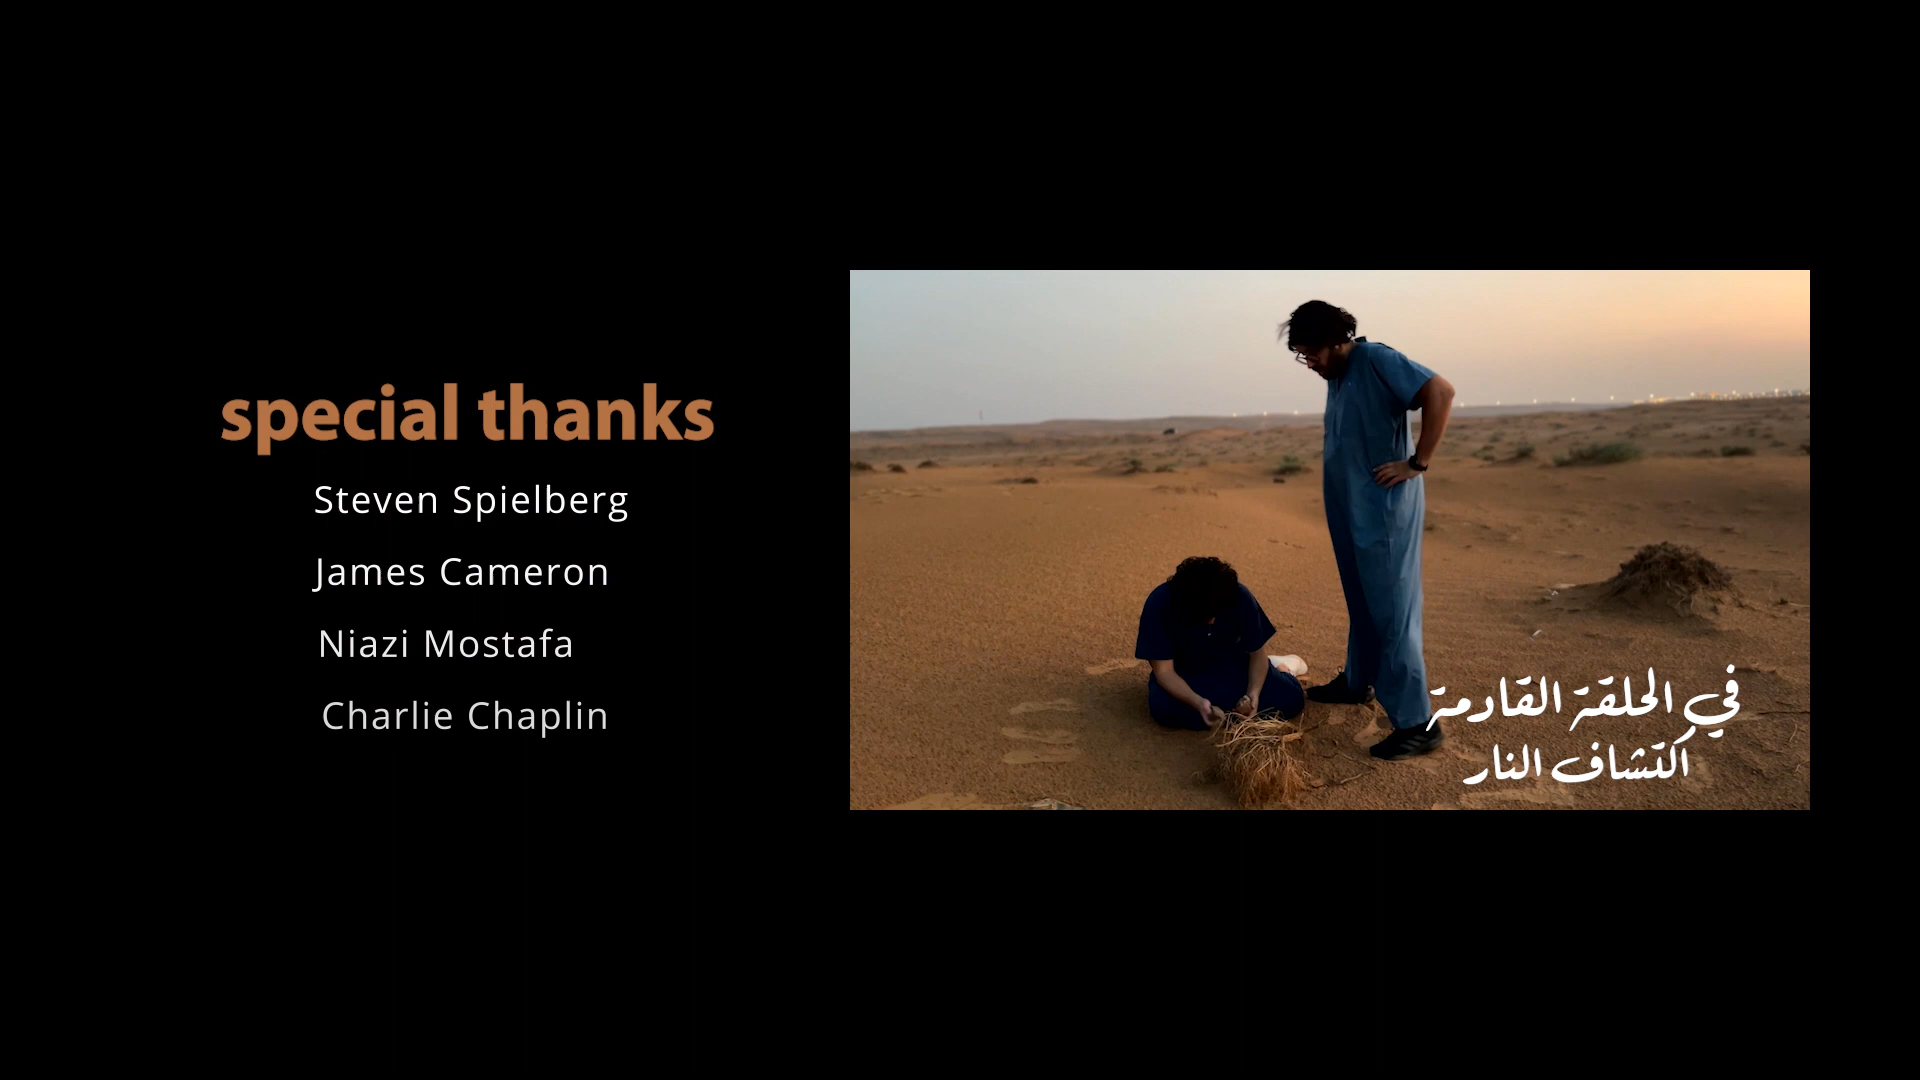 special thanks
Steven Spielberg
James Cameron
Niazi Mostafa
Charlie Chaplin
في الحلقة القادمة
اكتشاف النار